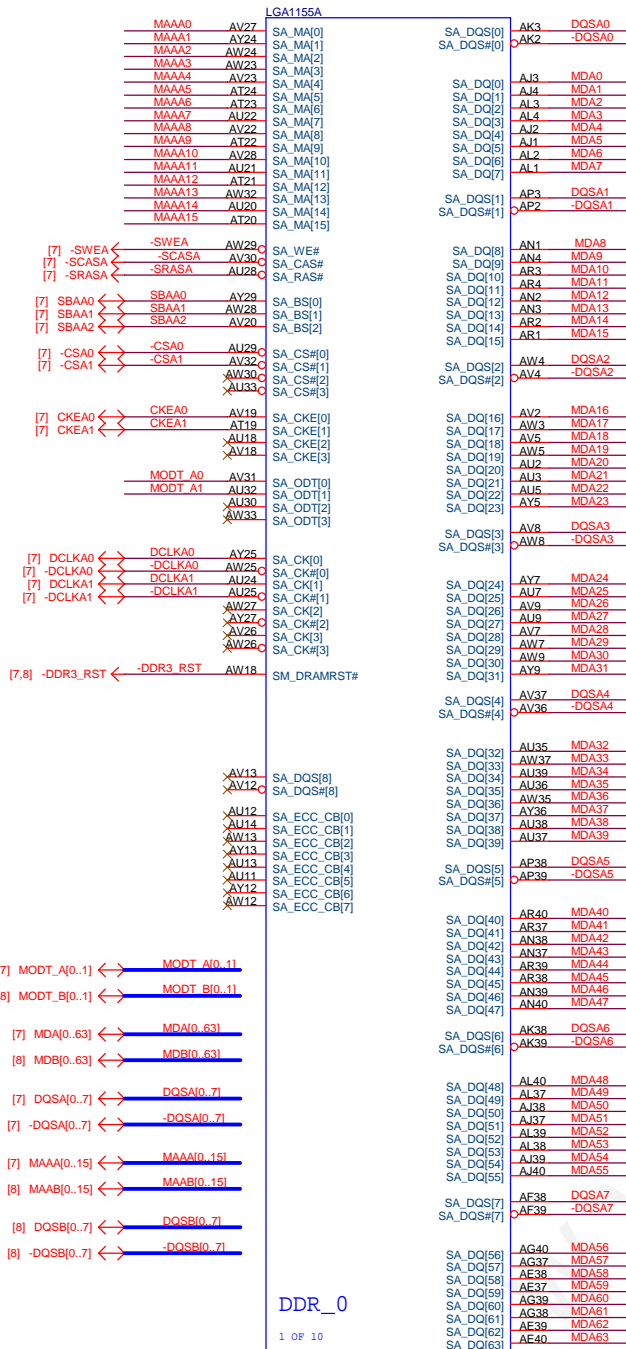 LGA1155A
MAAA0 AV27 SA_MA[0]
MAAA1 AY24 SA_MA[1]
MAAA2 AW24 SA_MA[2]
MAAA3 AW23 SA_MA[3]
MAAA4 AV23 SA_MA[4]
MAAA5 AT24 SA_MA[5]
MAAA6 AT23 SA_MA[6]
MAAA7 AU22 SA_MA[7]
MAAA8 AV22 SA_MA[8]
MAAA9 AT22 SA_MA[9]
MAAA10 AV28 SA_MA[10]
MAAA11 AU21 SA_MA[11]
MAAA12 AT21 SA_MA[12]
MAAA13 AW32 SA_MA[13]
MAAA14 AU20 SA_MA[14]
MAAA15 AT20 SA_MA[15]
[7] -SWEA -SWEA AW29 SA_WE#
[7] -SCASA -SCASA AV30 SA_CAS#
[7] -SRASA -SRASA AU28 SA_RAS#
[7] SBAA0 SBAA0 AY29 SA_BS[0]
[7] SBAA1 SBAA1 AW28 SA_BS[1]
[7] SBAA2 SBAA2 AV20 SA_BS[2]
[7] -CSA0 -CSA0 AU29 SA_CS#[0]
[7] -CSA1 -CSA1 AV32 SA_CS#[1]
AW30 SA_CS#[2]
AU33 SA_CS#[3]
[7] CKEA0 CKEA0 AV19 SA_CKE[0]
[7] CKEA1 CKEA1 AT19 SA_CKE[1]
AU18 SA_CKE[2]
AV18 SA_CKE[3]
MODT_A0 AV31 SA_ODT[0]
MODT_A1 AU32 SA_ODT[1]
AU30 SA_ODT[2]
AW33 SA_ODT[3]
[7] DCLKA0 DCLKA0 AY25 SA_CK[0]
[7] -DCLKA0 -DCLKA0 AW25 SA_CK#[0]
[7] DCLKA1 DCLKA1 AU24 SA_CK[1]
[7] -DCLKA1 -DCLKA1 AU25 SA_CK#[1]
AW27 SA_CK[2]
AY27 SA_CK#[2]
AV26 SA_CK[3]
AW26 SA_CK#[3]
[7,8] -DDR3_RST -DDR3_RST AW18 SM_DRAMRST#
AV13 SA_DQS[8]
AV12 SA_DQS#[8]
AU12 SA_ECC_CB[0]
AU14 SA_ECC_CB[1]
AW13 SA_ECC_CB[2]
AY13 SA_ECC_CB[3]
AU13 SA_ECC_CB[4]
AU11 SA_ECC_CB[5]
AY12 SA_ECC_CB[6]
AW12 SA_ECC_CB[7]
7] MODT_A[0..1] MODT_A[0..1]
8] MODT_B[0..1] MODT_B[0..1]
[7] MDA[0..63] MDA[0..63]
[8] MDB[0..63] MDB[0..63]
[7] DQSA[0..7] DQSA[0..7]
[7] -DQSA[0..7] -DQSA[0..7]
[7] MAAA[0..15] MAAA[0..15]
[8] MAAB[0..15] MAAB[0..15]
[8] DQSB[0..7] DQSB[0..7]
[8] -DQSB[0..7] -DQSB[0..7]
SA_DQS[0] AK3 DQSA0
SA_DQS#[0] AK2 -DQSA0
SA_DQ[0] AJ3 MDA0
SA_DQ[1] AJ4 MDA1
SA_DQ[2] AL3 MDA2
SA_DQ[3] AL4 MDA3
SA_DQ[4] AJ2 MDA4
SA_DQ[5] AJ1 MDA5
SA_DQ[6] AL2 MDA6
SA_DQ[7] AL1 MDA7
SA_DQS[1] AP3 DQSA1
SA_DQS#[1] AP2 -DQSA1
SA_DQ[8] AN1 MDA8
SA_DQ[9] AN4 MDA9
SA_DQ[10] AR3 MDA10
SA_DQ[11] AR4 MDA11
SA_DQ[12] AN2 MDA12
SA_DQ[13] AN3 MDA13
SA_DQ[14] AR2 MDA14
SA_DQ[15] AR1 MDA15
SA_DQS[2] AW4 DQSA2
SA_DQS#[2] AV4 -DQSA2
SA_DQ[16] AV2 MDA16
SA_DQ[17] AW3 MDA17
SA_DQ[18] AV5 MDA18
SA_DQ[19] AW5 MDA19
SA_DQ[20] AU2 MDA20
SA_DQ[21] AU3 MDA21
SA_DQ[22] AU5 MDA22
SA_DQ[23] AY5 MDA23
SA_DQS[3] AV8 DQSA3
SA_DQS#[3] AW8 -DQSA3
SA_DQ[24] AY7 MDA24
SA_DQ[25] AU7 MDA25
SA_DQ[26] AV9 MDA26
SA_DQ[27] AU9 MDA27
SA_DQ[28] AV7 MDA28
SA_DQ[29] AW7 MDA29
SA_DQ[30] AW9 MDA30
SA_DQ[31] AY9 MDA31
SA_DQS[4] AV37 DQSA4
SA_DQS#[4] AV36 -DQSA4
SA_DQ[32] AU35 MDA32
SA_DQ[33] AW37 MDA33
SA_DQ[34] AU39 MDA34
SA_DQ[35] AU36 MDA35
SA_DQ[36] AW35 MDA36
SA_DQ[37] AY36 MDA37
SA_DQ[38] AU38 MDA38
SA_DQ[39] AU37 MDA39
SA_DQS[5] AP38 DQSA5
SA_DQS#[5] AP39 -DQSA5
SA_DQ[40] AR40 MDA40
SA_DQ[41] AR37 MDA41
SA_DQ[42] AN38 MDA42
SA_DQ[43] AN37 MDA43
SA_DQ[44] AR39 MDA44
SA_DQ[45] AR38 MDA45
SA_DQ[46] AN39 MDA46
SA_DQ[47] AN40 MDA47
SA_DQS[6] AK38 DQSA6
SA_DQS#[6] AK39 -DQSA6
SA_DQ[48] AL40 MDA48
SA_DQ[49] AL37 MDA49
SA_DQ[50] AJ38 MDA50
SA_DQ[51] AJ37 MDA51
SA_DQ[52] AL39 MDA52
SA_DQ[53] AL38 MDA53
SA_DQ[54] AJ39 MDA54
SA_DQ[55] AJ40 MDA55
SA_DQS[7] AF38 DQSA7
SA_DQS#[7] AF39 -DQSA7
SA_DQ[56] AG40 MDA56
SA_DQ[57] AG37 MDA57
SA_DQ[58] AE38 MDA58
SA_DQ[59] AE37 MDA59
SA_DQ[60] AG39 MDA60
SA_DQ[61] AG38 MDA61
SA_DQ[62] AE39 MDA62
SA_DQ[63] AE40 MDA63
DDR_0
1 OF 10